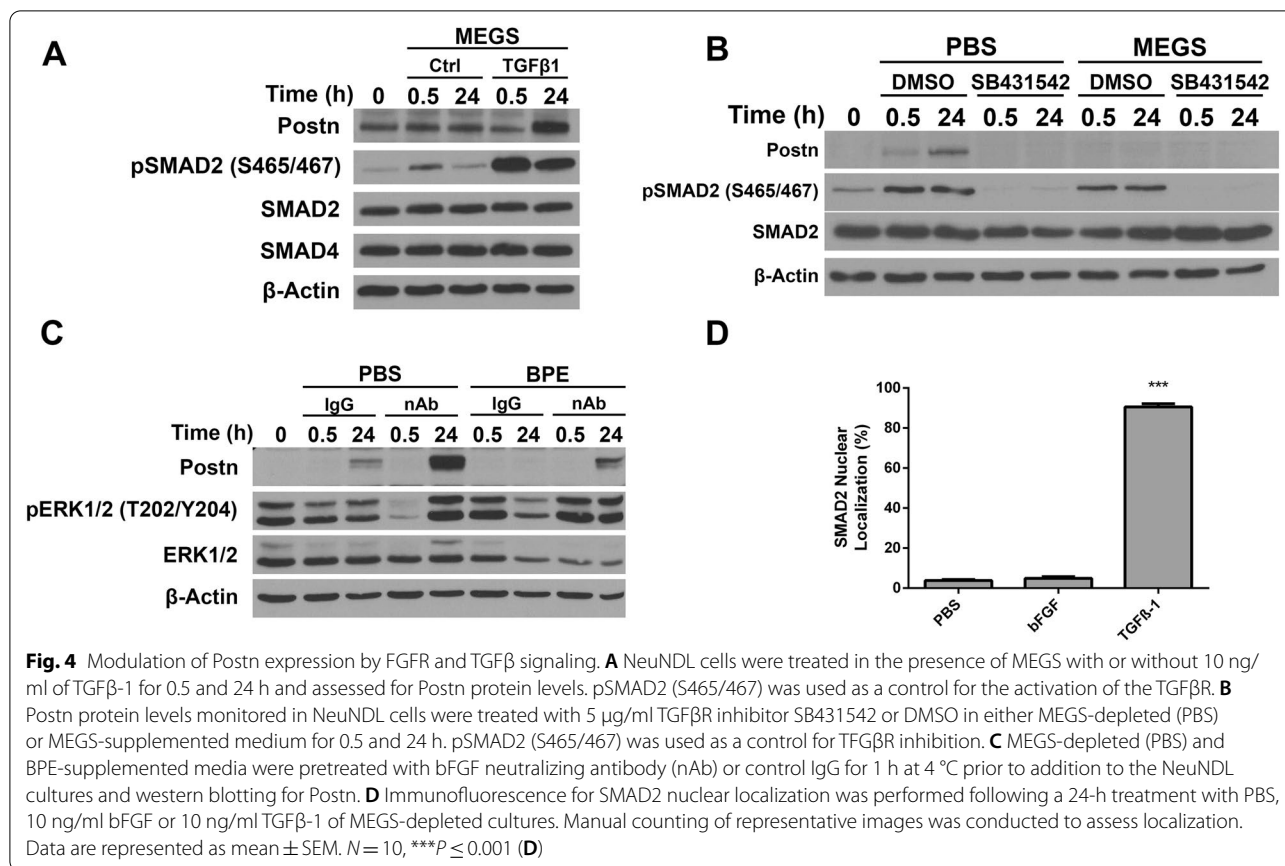 A
MEGS
Ctrl TGFβ1
Time (h) 0 0.5 24 0.5 24
Postn
pSMAD2 (S465/467)
SMAD2
SMAD4
β-Actin
B
PBS MEGS
DMSO SB431542 DMSO SB431542
Time (h) 0 0.5 24 0.5 24 0.5 24 0.5 24
Postn
pSMAD2 (S465/467)
SMAD2
β-Actin
C
PBS BPE
IgG nAb IgG nAb
Time (h) 0 0.5 24 0.5 24 0.5 24 0.5 24
Postn
pERK1/2 (T202/Y204)
ERK1/2
β-Actin
D
SMAD2 Nuclear
Localization (%)
100
80
60
40
20
0
***
PBS
bFGF
TGFß-1
Fig. 4 Modulation of Postn expression by FGFR and TGFβ signaling. A NeuNDL cells were treated in the presence of MEGS with or without 10 ng/
ml of TGFβ-1 for 0.5 and 24 h and assessed for Postn protein levels. pSMAD2 (S465/467) was used as a control for the activation of the TGFβR. B
Postn protein levels monitored in NeuNDL cells were treated with 5 μg/ml TGFβR inhibitor SB431542 or DMSO in either MEGS-depleted (PBS)
or MEGS-supplemented medium for 0.5 and 24 h. pSMAD2 (S465/467) was used as a control for TFGβR inhibition. C MEGS-depleted (PBS) and
BPE-supplemented media were pretreated with bFGF neutralizing antibody (nAb) or control IgG for 1 h at 4 °C prior to addition to the NeuNDL
cultures and western blotting for Postn. D Immunofluorescence for SMAD2 nuclear localization was performed following a 24-h treatment with PBS,
10 ng/ml bFGF or 10 ng/ml TGFβ-1 of MEGS-depleted cultures. Manual counting of representative images was conducted to assess localization.
Data are represented as mean ± SEM. N = 10, ***P ≤ 0.001 (D)